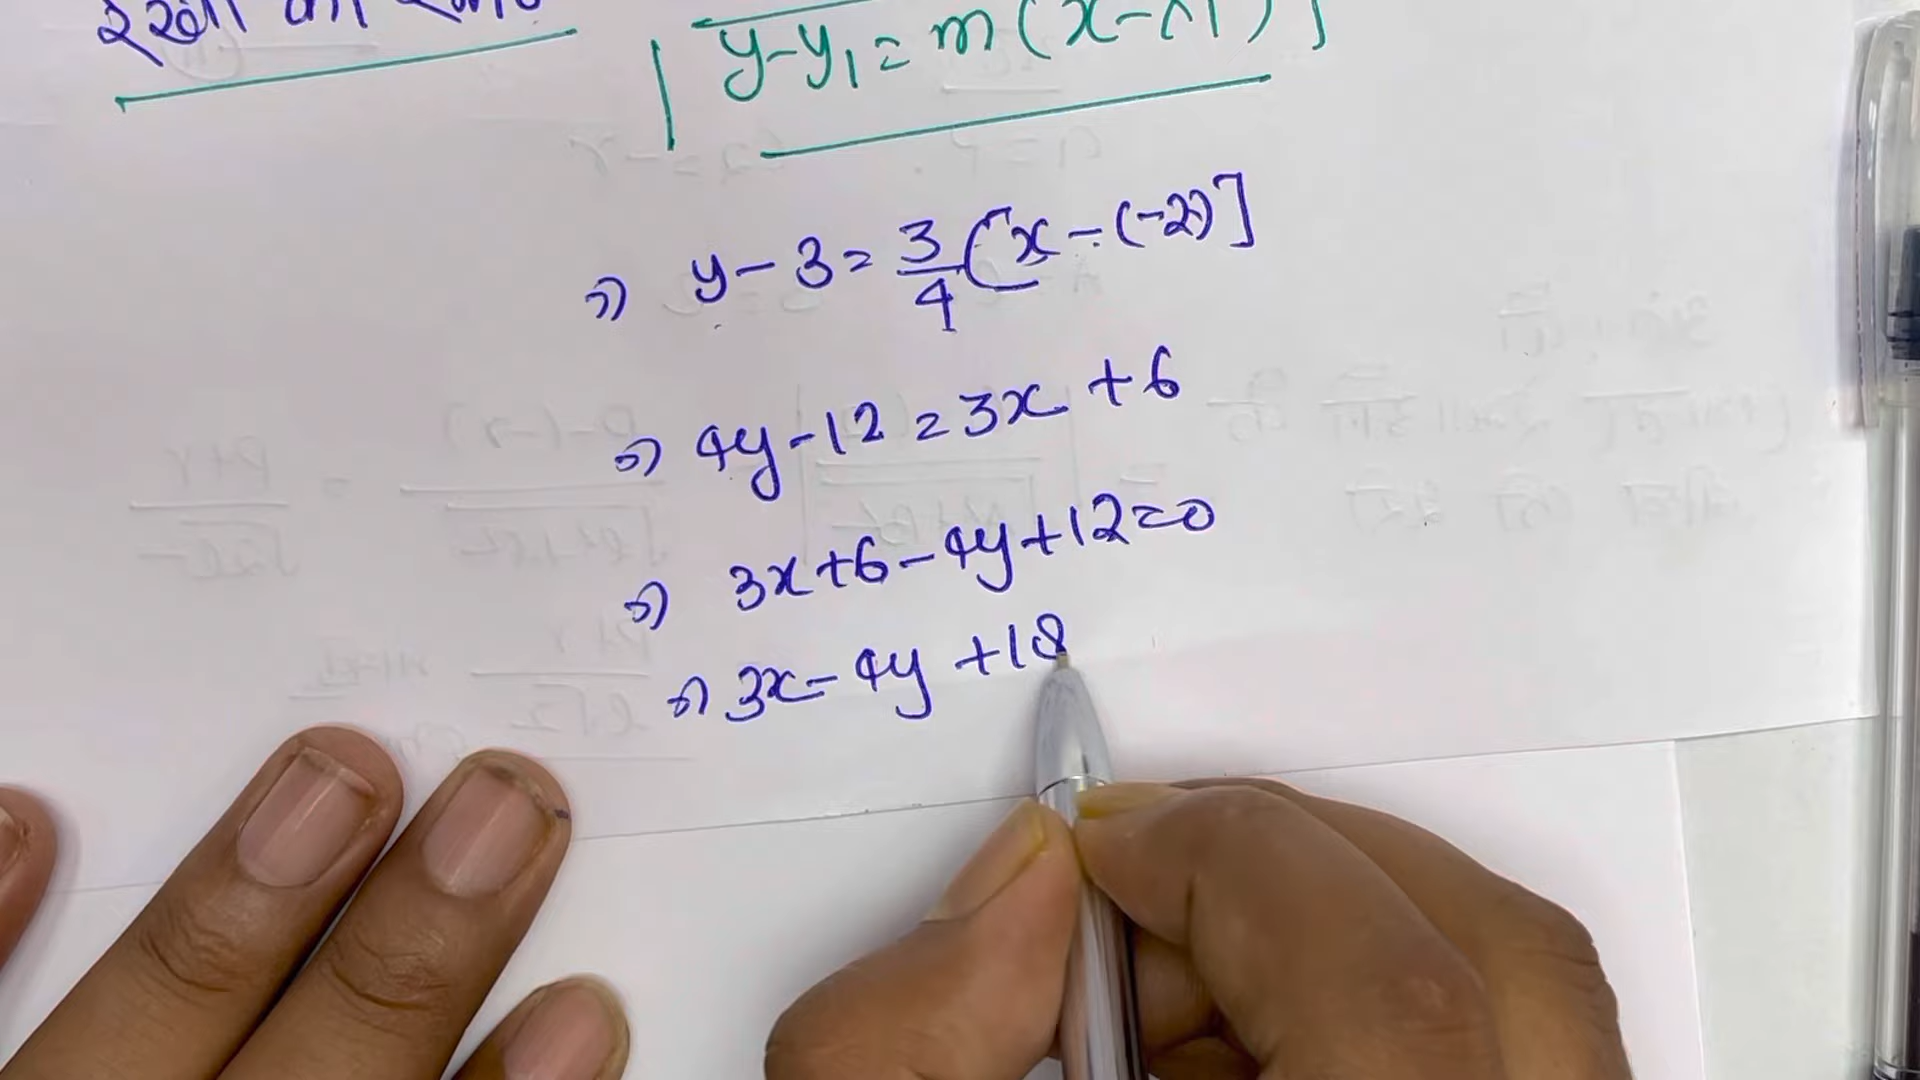 रेखा का
y-y₁ = m(x-x₁)]
⇒ y-3 = 3/4 [x-(-2)]
⇒ 4y-12 = 3x+6
⇒ 3x+6-4y+12=0
⇒ 3x-4y+18